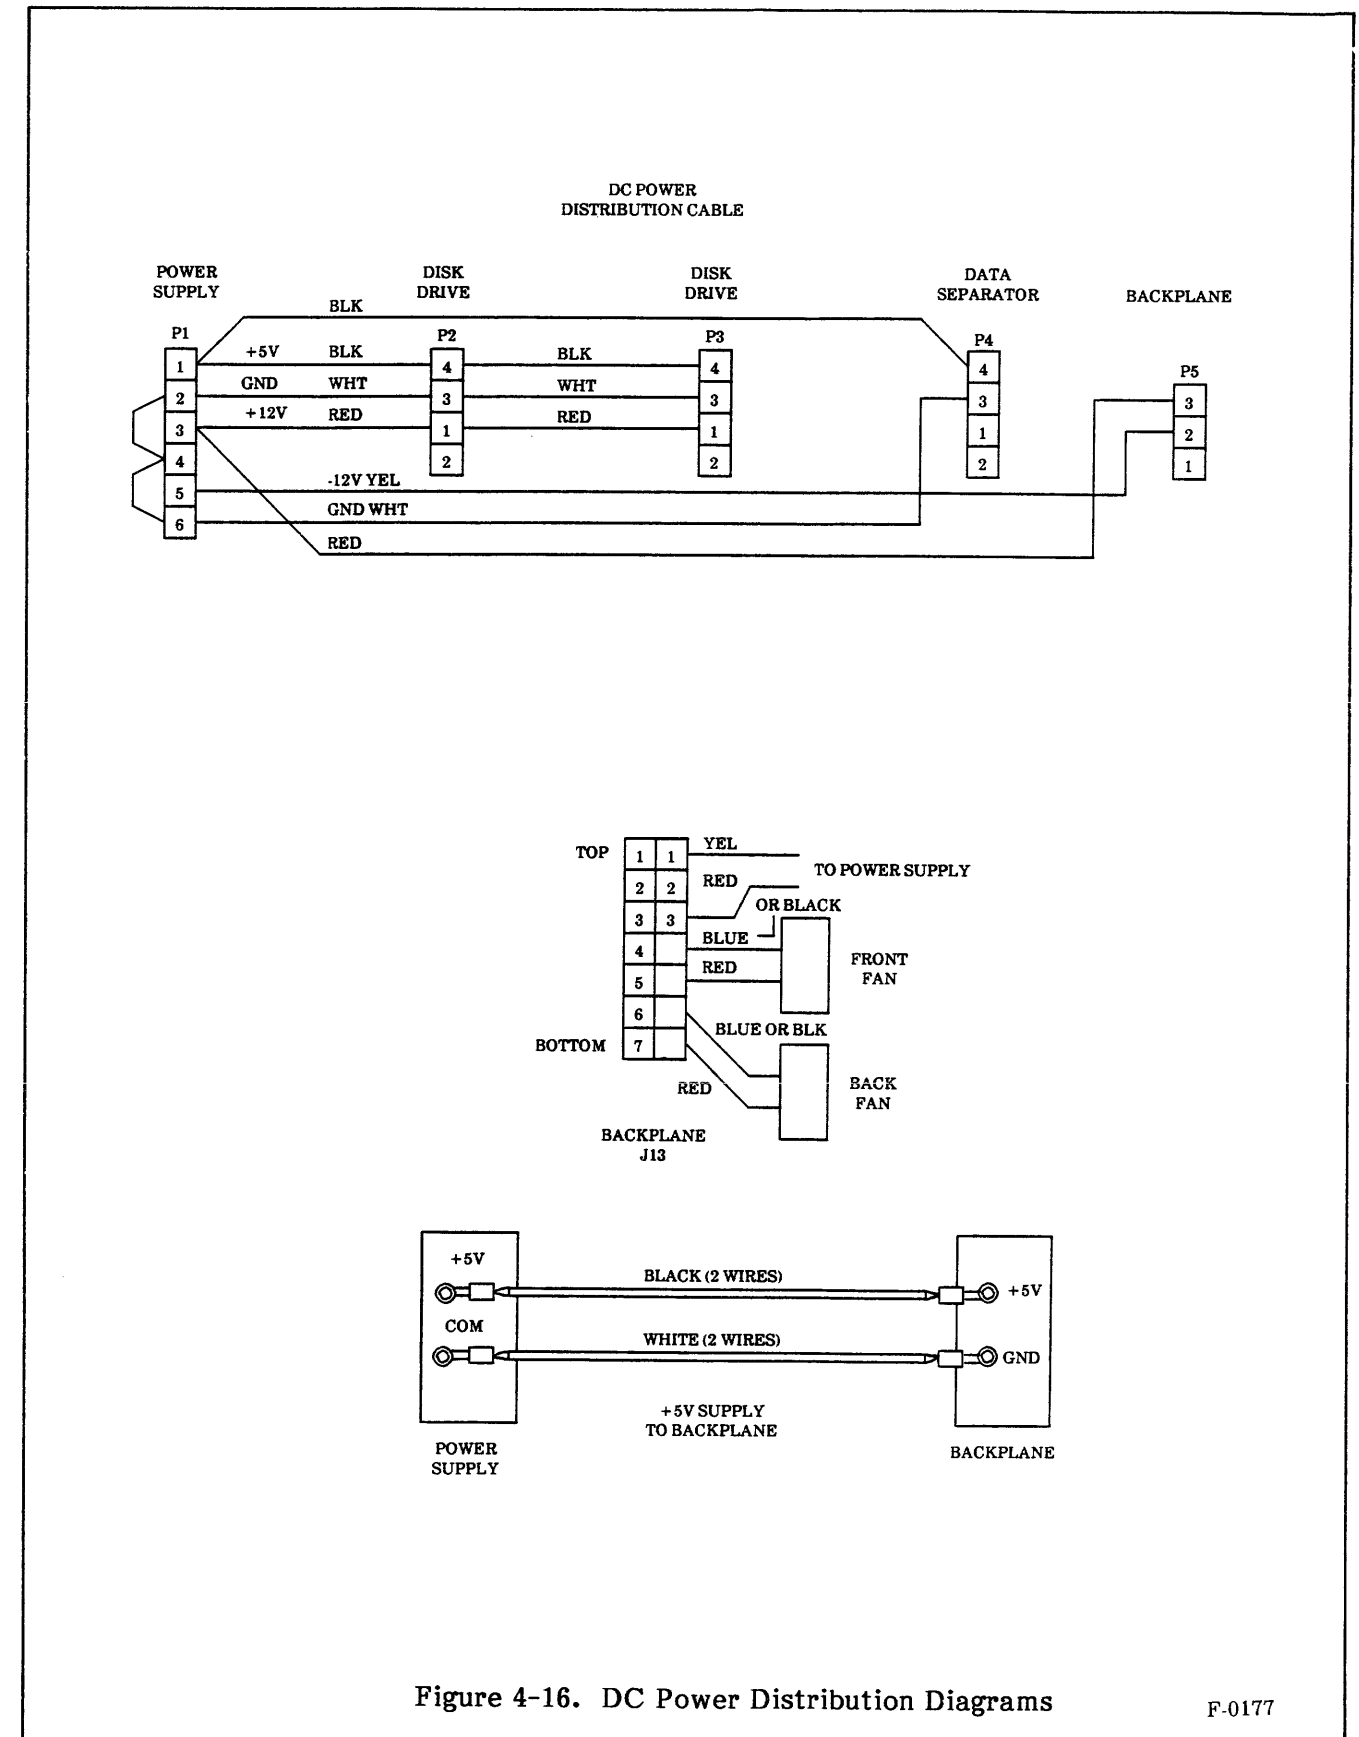 DC POWER
DISTRIBUTION CABLE
POWER
SUPPLY
DISK
DRIVE
DISK
DRIVE
DATA
SEPARATOR
BACKPLANE
BLK
P1
P2
P3
P4
P5
1
2
3
4
5
6
+5V BLK
GND WHT
+12V RED
4
3
1
2
BLK
WHT
RED
4
3
1
2
4
3
1
2
3
2
1
-12V YEL
GND WHT
RED
TOP
BOTTOM
1 1
2 2
3 3
4
5
6
7
YEL
RED
TO POWER SUPPLY
OR BLACK
BLUE
RED
FRONT
FAN
BLUE OR BLK
RED
BACK
FAN
BACKPLANE
J13
+5V
COM
BLACK (2 WIRES)
WHITE (2 WIRES)
+5V
GND
+5V SUPPLY
TO BACKPLANE
POWER
SUPPLY
BACKPLANE
Figure 4-16. DC Power Distribution Diagrams
F-0177